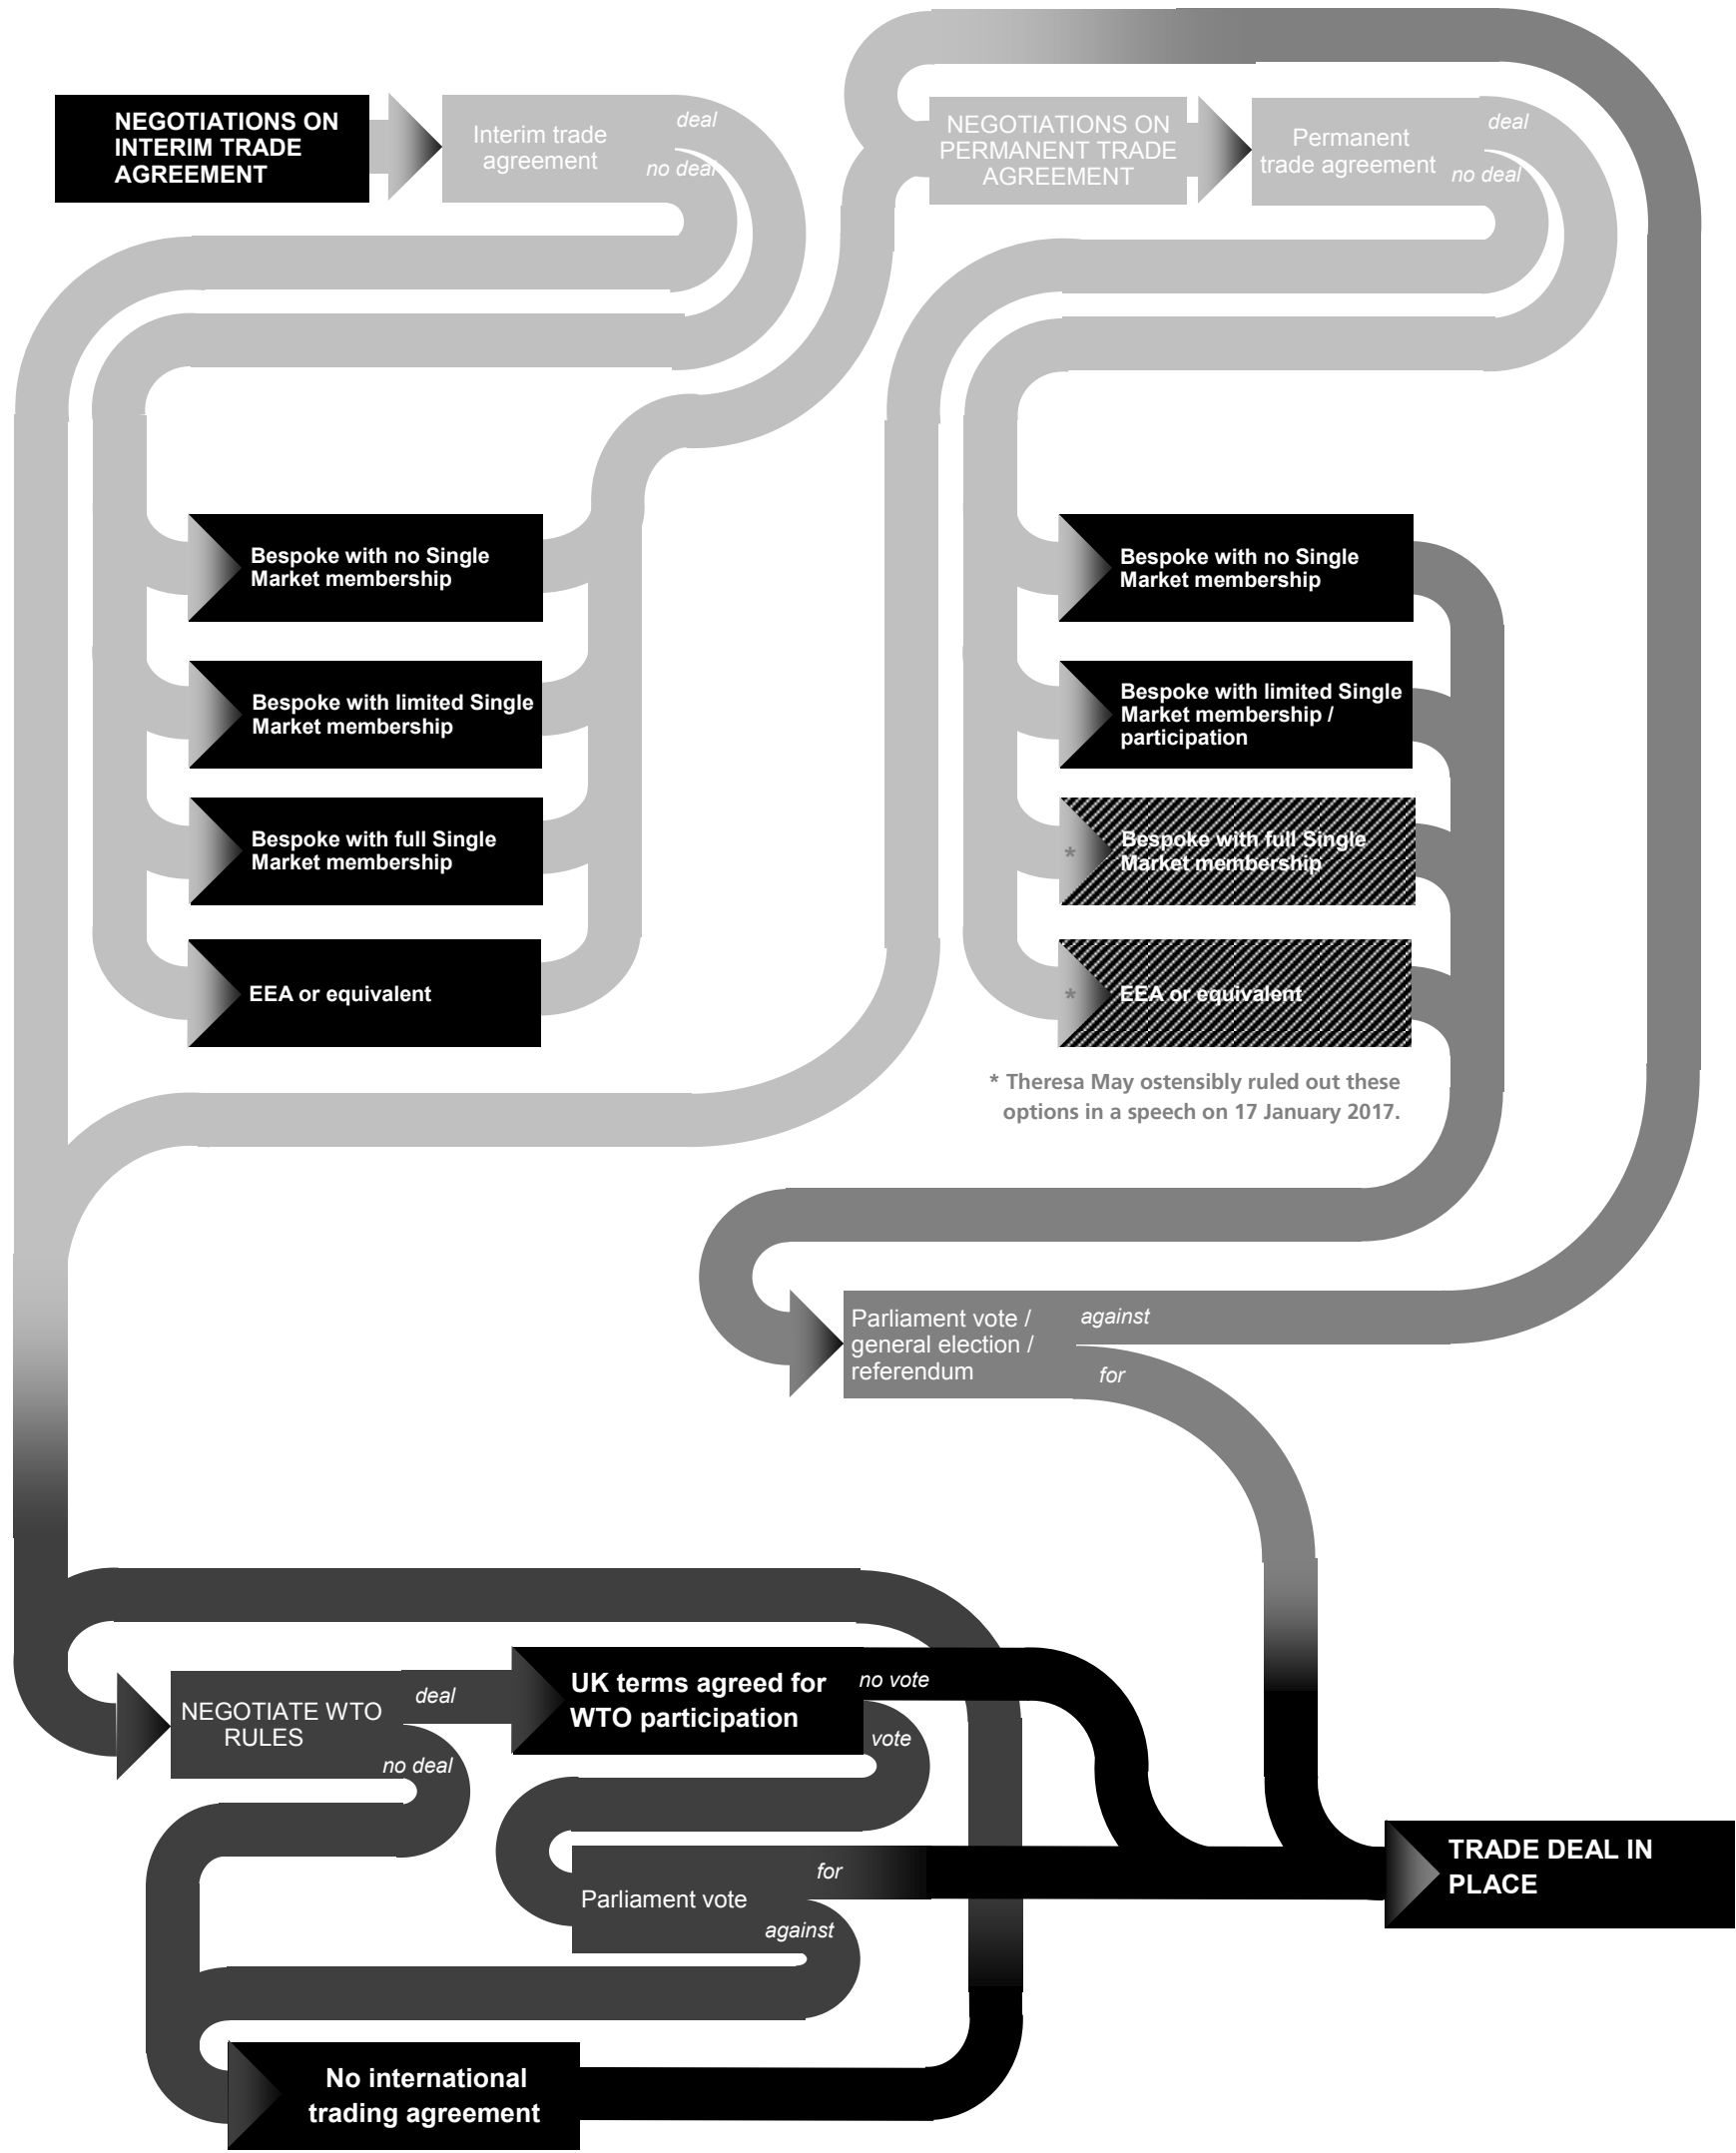 NEGOTIATIONS ON
INTERIM TRADE
AGREEMENT
Interim trade
agreement
deal
no deal
NEGOTIATIONS ON
PERMANENT TRADE
AGREEMENT
Permanent
trade agreement
deal
no deal
Bespoke with no Single
Market membership
Bespoke with limited Single
Market membership
Bespoke with full Single
Market membership
EEA or equivalent
Bespoke with no Single
Market membership
Bespoke with limited Single
Market membership /
participation
*
Bespoke with full Single
Market membership
*
EEA or equivalent
* Theresa May ostensibly ruled out these
options in a speech on 17 January 2017.
Parliament vote /
general election /
referendum
against
for
NEGOTIATE WTO
RULES
deal
no deal
UK terms agreed for
WTO participation
no vote
vote
Parliament vote
for
against
TRADE DEAL IN
PLACE
No international
trading agreement